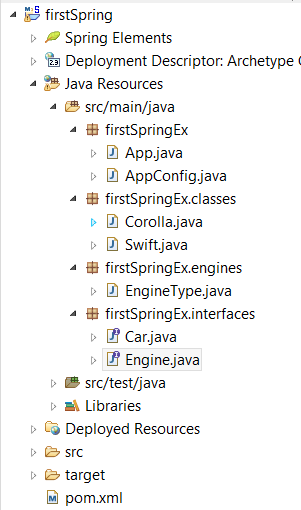 firstSpring
Spring Elements
Deployment Descriptor: Archetype C
Java Resources
src/main/java
firstSpringEx
App.java
AppConfig.java
firstSpringEx.classes
Corolla.java
Swift.java
firstSpringEx.engines
EngineType.java
firstSpringEx.interfaces
Car.java
Engine.java
src/test/java
Libraries
Deployed Resources
src
target
pom.xml